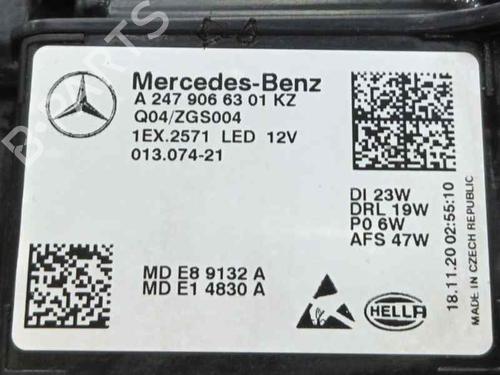 Mercedes-Benz
A 247 906 63 01 KZ
Q04/ZGS004
1EX.2571 LED 12V
013.074-21
DI 23W
DRL 19W
P0 6W
AFS 47W
MD E8 9132 A
MD E1 4830 A
HELLA
18.11.20 02:55:10
MADE IN CZECH REPUBLIC
B-PARTS